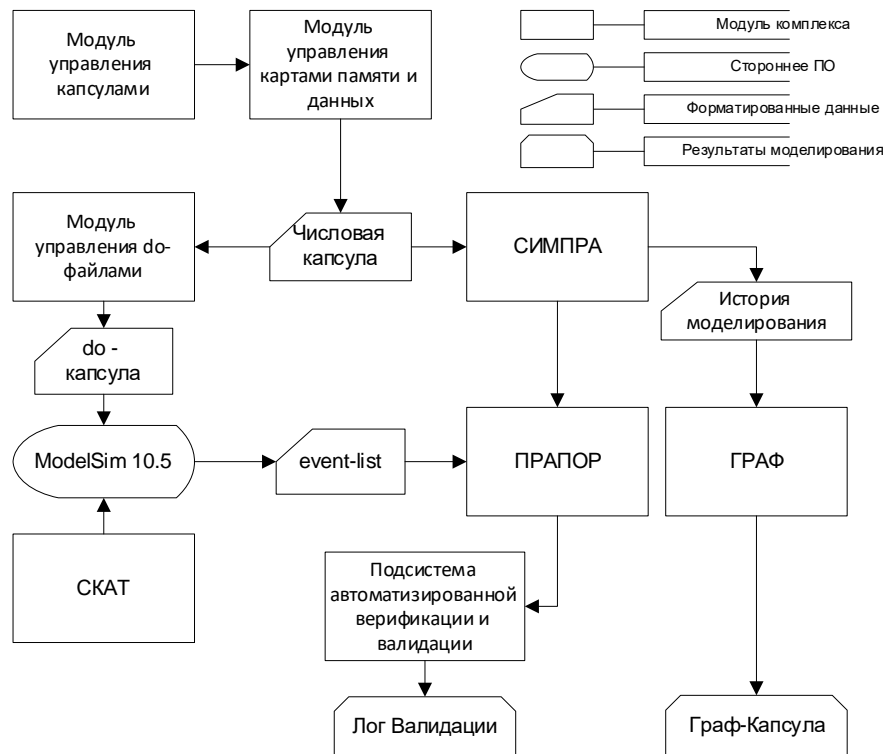 Модуль
управления
капсулами
Модуль
управления
картами памяти и
данных
Модуль комплекса
Стороннее ПО
Форматированные данные
Результаты моделирования
Модуль
управления do-
файлами
Числовая
капсула
СИМПРА
История
моделирования
do -
капсула
ModelSim 10.5
event-list
ПРАПОР
ГРАФ
СКАТ
Подсистема
автоматизированной
верификации и
валидации
Лог Валидации
Граф-Капсула